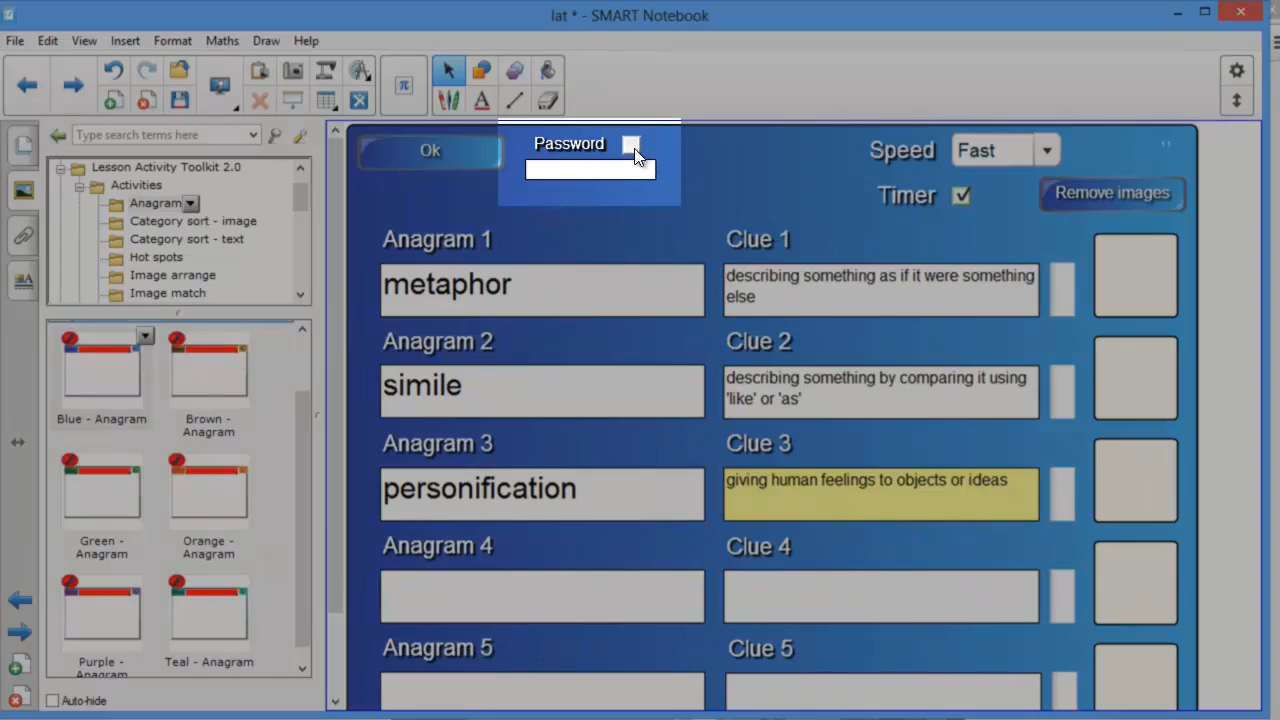 lat * - SMART Notebook
File Edit View Insert Format Maths Draw Help
Type search terms here
Lesson Activity Toolkit 2.0
Activities
Anagram
Category sort - image
Category sort - text
Hot spots
Image arrange
Image match
Blue - Anagram
Brown -
Anagram
Green -
Anagram
Orange -
Anagram
Purple -
Anagram
Teal - Anagram
Auto-hide
Ok
Password
Speed Fast
Timer
Remove images
Anagram 1 Clue 1
metaphor
describing something as if it were something
else
Anagram 2 Clue 2
simile
describing something by comparing it using
'like' or 'as'
Anagram 3 Clue 3
personification
giving human feelings to objects or ideas
Anagram 4 Clue 4
Anagram 5 Clue 5